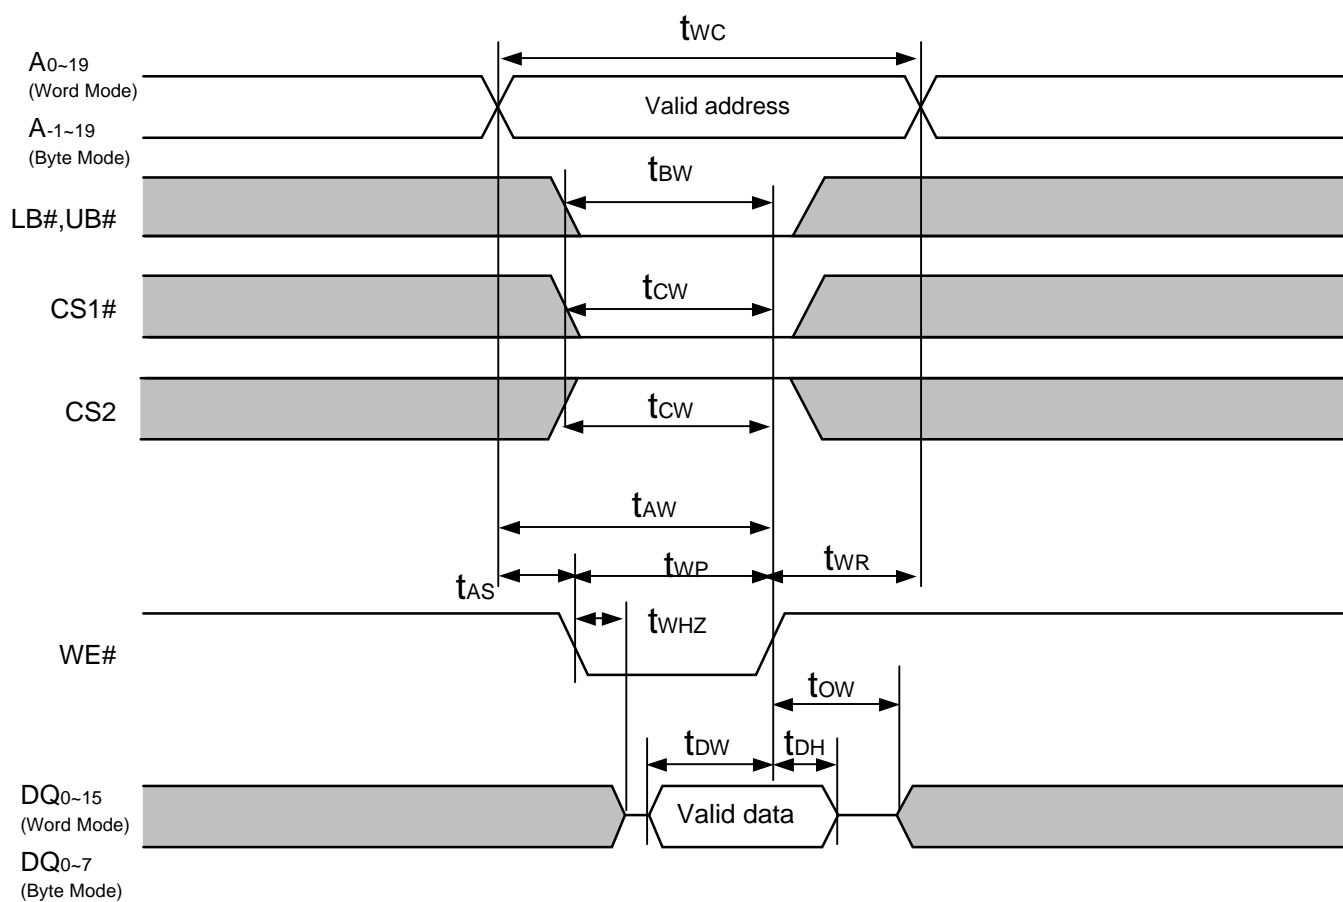 tWC
A0~19
(Word Mode)
Valid address
A-1~19
(Byte Mode)
tBW
LB#,UB#
tCW
CS1#
CS2
tCW
tAW
tAS
tWP
tWR
tWHZ
WE#
tOW
tDW
tDH
DQ0~15
(Word Mode)
Valid data
DQ0~7
(Byte Mode)